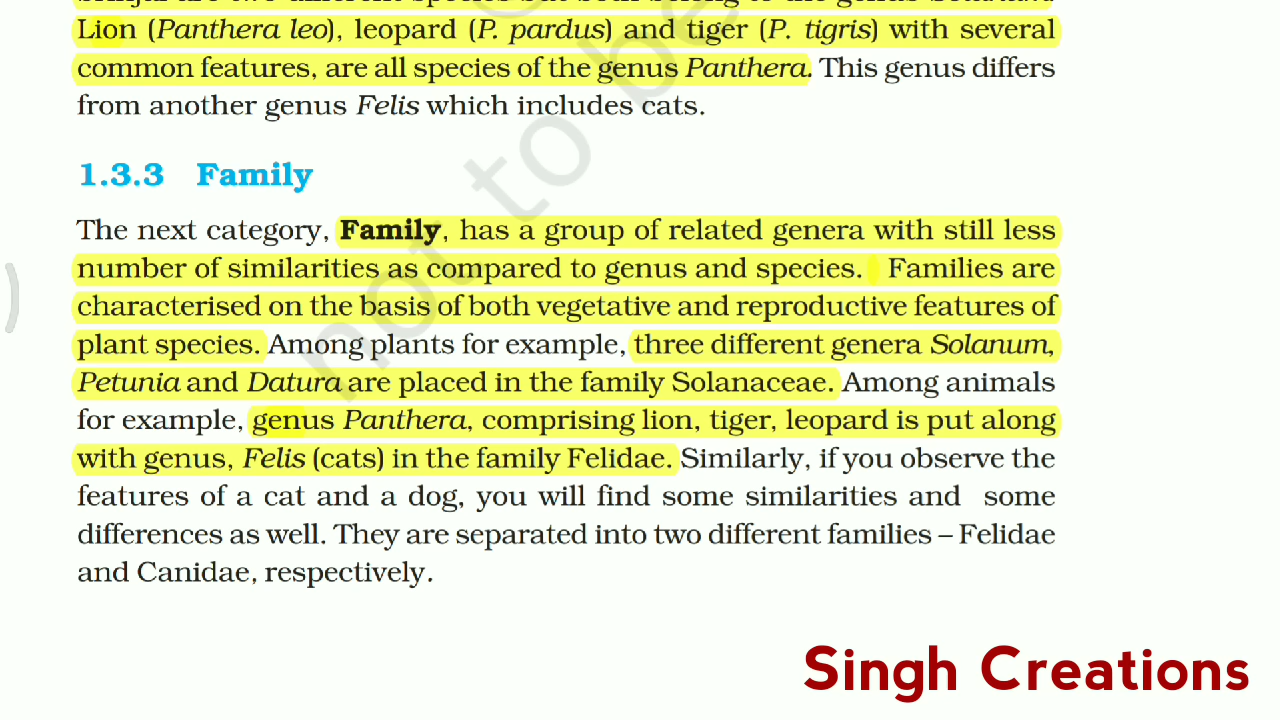 Lion (Panthera leo), leopard (P. pardus) and tiger (P. tigris) with several
common features, are all species of the genus Panthera. This genus differs
from another genus Felis which includes cats.
1.3.3 Family
The next category, Family, has a group of related genera with still less
number of similarities as compared to genus and species. Families are
characterised on the basis of both vegetative and reproductive features of
plant species. Among plants for example, three different genera Solanum,
Petunia and Datura are placed in the family Solanaceae. Among animals
for example, genus Panthera, comprising lion, tiger, leopard is put along
with genus, Felis (cats) in the family Felidae. Similarly, if you observe the
features of a cat and a dog, you will find some similarities and some
differences as well. They are separated into two different families – Felidae
and Canidae, respectively.
not to be
Singh Creations